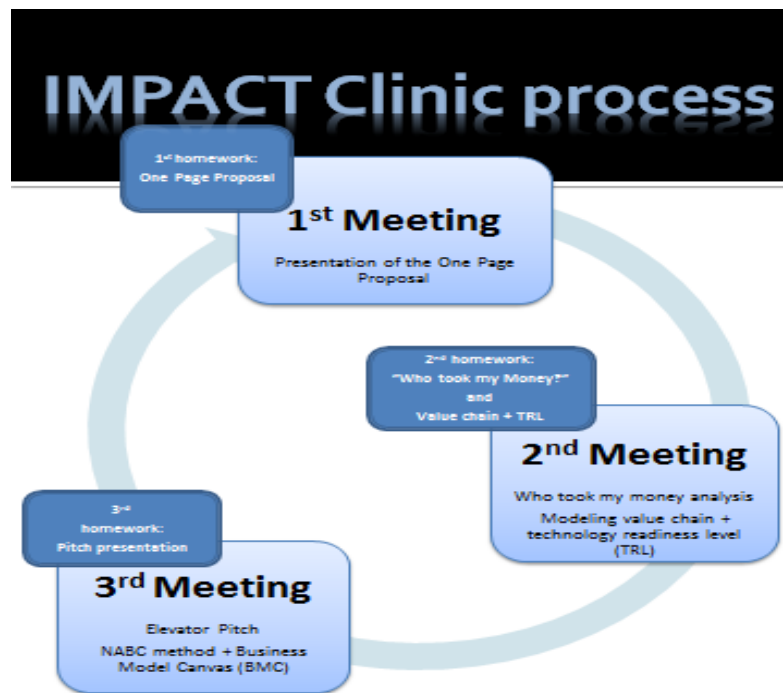 IMPACT Clinic process
1st homework:
One Page Proposal
1st Meeting
Presentation of the One Page
Proposal
2nd homework:
"Who took my Money?"
and
Value chain + TRL
2nd Meeting
Who took my money analysis
Modeling value chain +
technology readiness level
(TRL)
3rd
homework:
Pitch presentation
3rd Meeting
Elevator Pitch
NABC method + Business
Model Canvas (BMC)